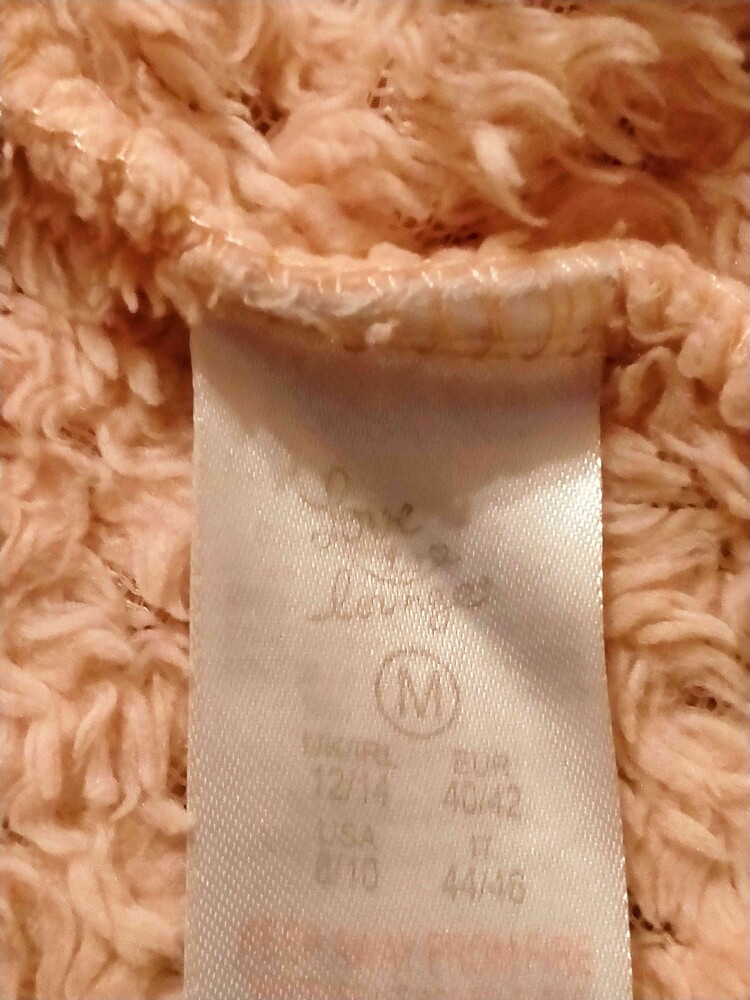 Love
to
lounge
M
UK/IRL EUR
12/14 40/42
USA IT
8/10 44/46